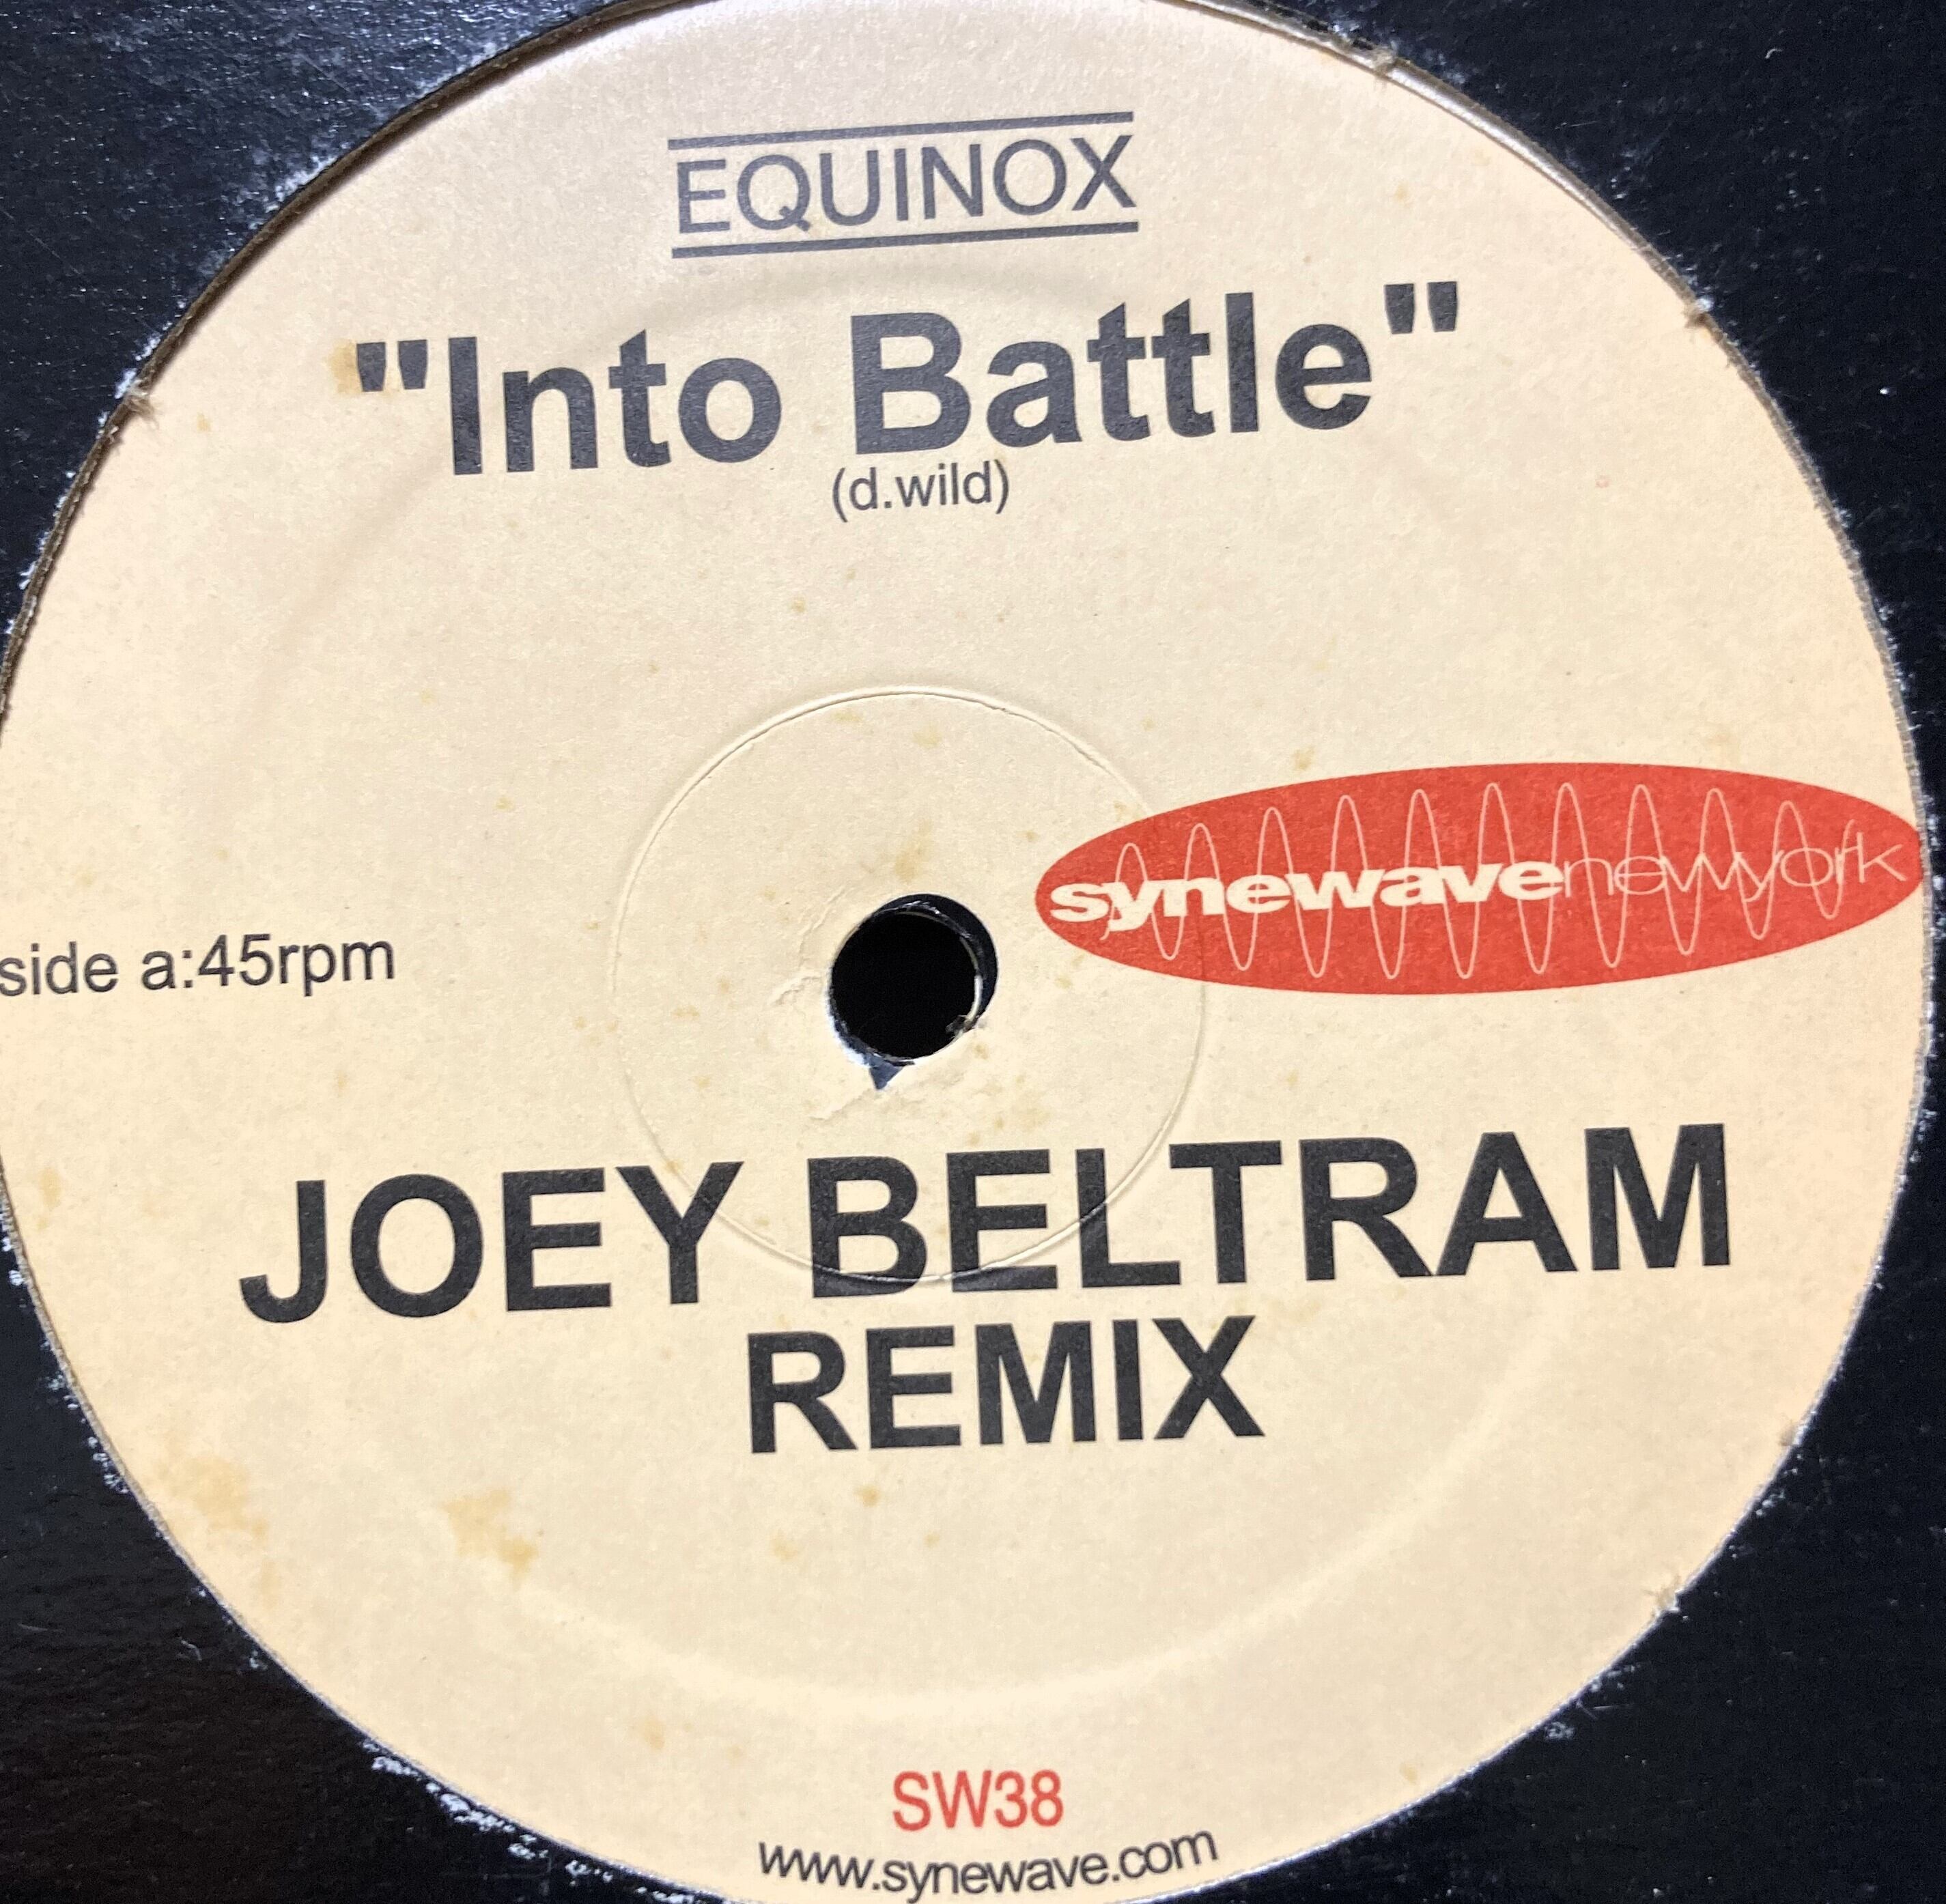 EQUINOX
"Into Battle"
(d.wild)
synewavenewyork
side a:45rpm
JOEY BELTRAM
REMIX
SW38
www.synewave.com